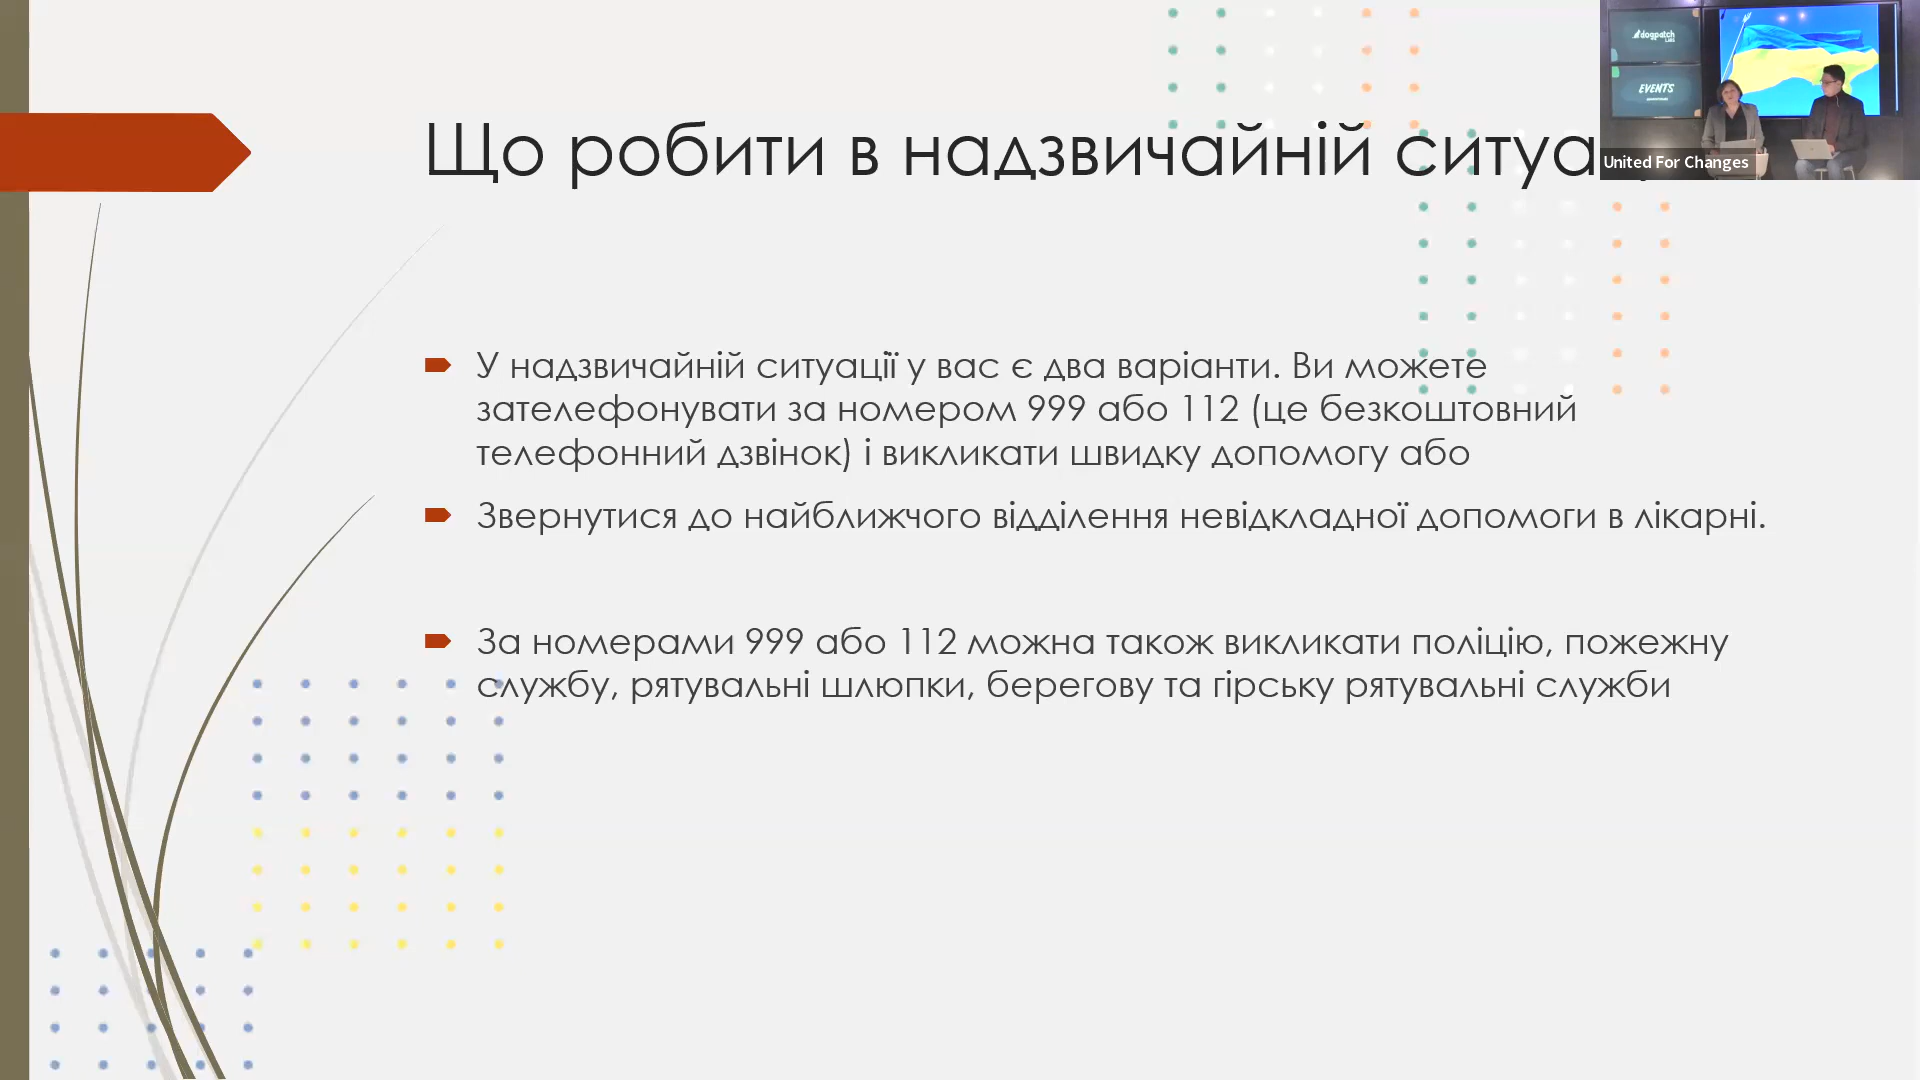 Що робити в надзвичайній
dogpatch
LABS
EVENTS
United For Changes
У надзвичайній ситуації у вас є два варіанти. Ви можете
зателефонувати за номером 999 або 112 (це безкоштовний
телефонний дзвінок) і викликати швидку допомогу або
Звернутися до найближчого відділення невідкладної допомоги в лікарні.
За номерами 999 або 112 можна також викликати поліцію, пожежну
службу, рятувальні шлюпки, берегову та гірську рятувальні служби